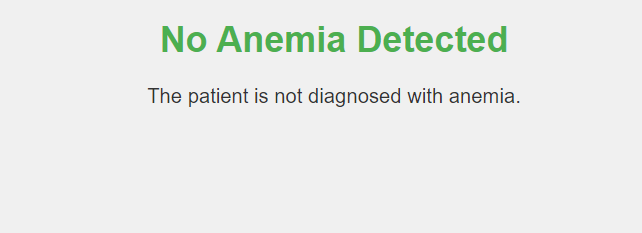 No Anemia Detected
The patient is not diagnosed with anemia.